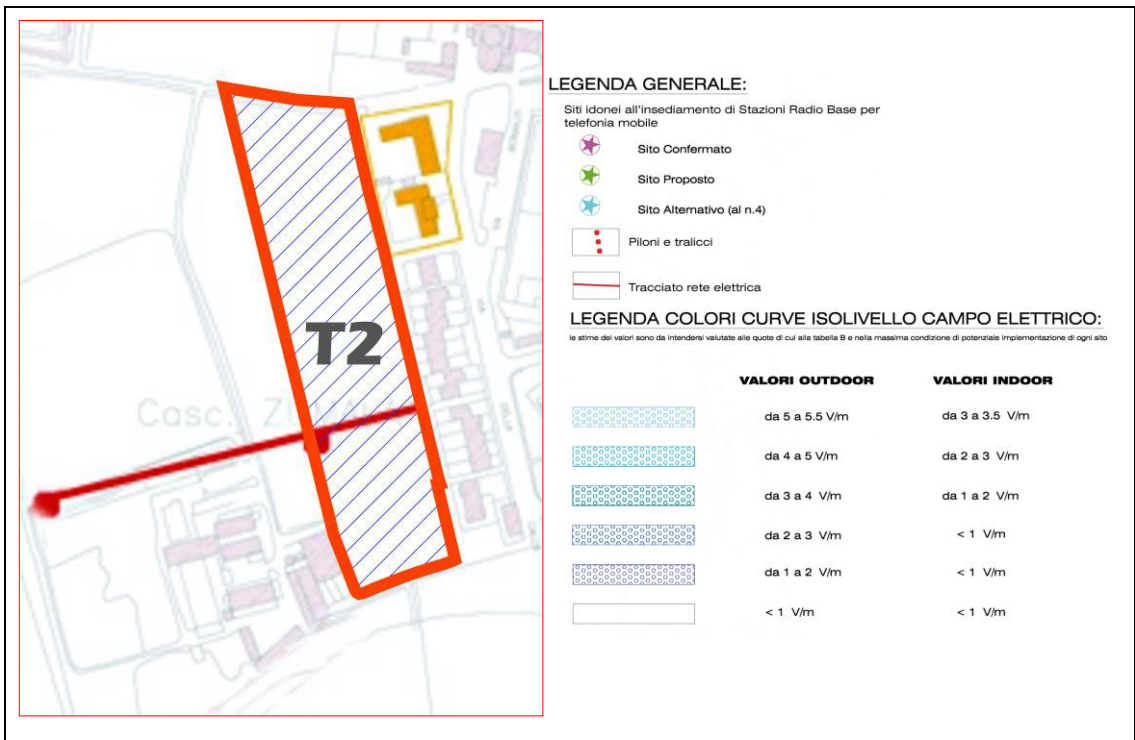 T2
Casc.
LEGENDA GENERALE:
Siti idonei all'insediamento di Stazioni Radio Base per
telefonia mobile
Sito Confermato
Sito Proposto
Sito Alternativo (al n.4)
Piloni e tralicci
Tracciato rete elettrica
LEGENDA COLORI CURVE ISOLIVELLO CAMPO ELETTRICO:
le stime dei valori sono da intendersi valutate alle quote di cui alla tabella B e nella massima condizione di potenziale implementazione di ogni sito
VALORI OUTDOOR VALORI INDOOR
da 5 a 5.5 V/m da 3 a 3.5 V/m
da 4 a 5 V/m da 2 a 3 V/m
da 3 a 4 V/m da 1 a 2 V/m
da 2 a 3 V/m < 1 V/m
da 1 a 2 V/m < 1 V/m
< 1 V/m < 1 V/m